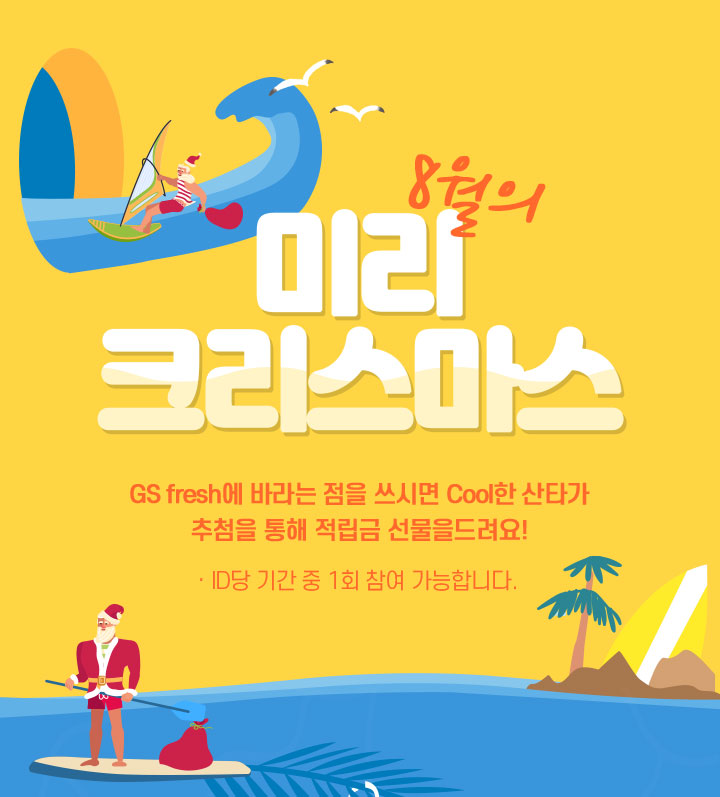 8월의
미리
크리스마스
GS fresh에 바라는 점을 쓰시면 Cool한 산타가
추첨을 통해 적립금 선물을드려요!
· ID당 기간 중 1회 참여 가능합니다.